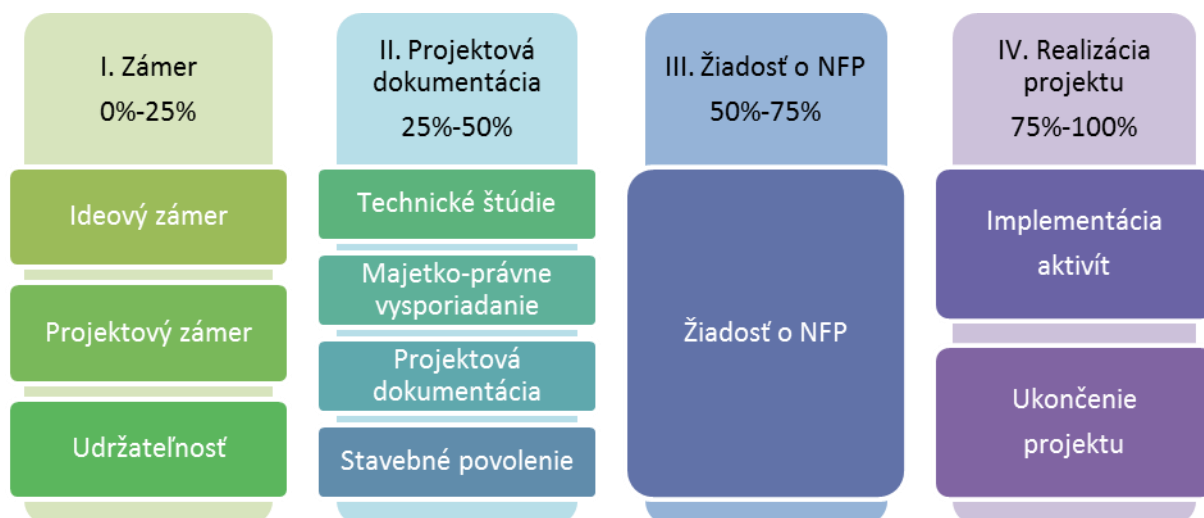 I. Zámer
0%-25%
Ideový zámer
Projektový zámer
Udržateľnosť
II. Projektová
dokumentácia
25%-50%
Technické štúdie
Majetko-právne
vysporiadanie
Projektová
dokumentácia
Stavebné povolenie
III. Žiadosť o NFP
50%-75%
Žiadosť o NFP
IV. Realizácia
projektu
75%-100%
Implementácia
aktivít
Ukončenie
projektu